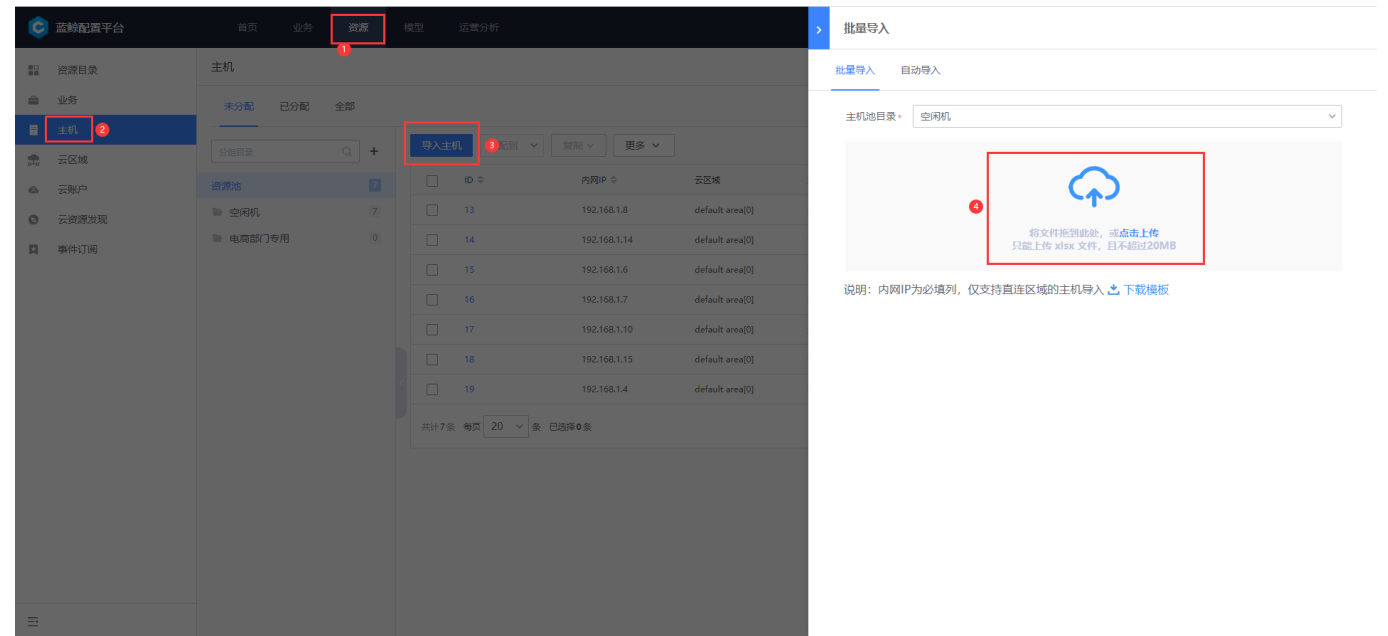 蓝鲸配置平台
首页 业务 资源 模型 运营分析
1
资源目录
业务
主机 2
云区域
云账户
云资源发现
事件订阅
主机
未分配 已分配 全部
分组目录
资源池 7
空闲机 7
电商部门专用 0
导入主机 3 到 复制 更多
ID 内网IP 云区域
13 192.168.1.8 default area[0]
14 192.168.1.14 default area[0]
15 192.168.1.6 default area[0]
16 192.168.1.7 default area[0]
17 192.168.1.10 default area[0]
18 192.168.1.15 default area[0]
19 192.168.1.4 default area[0]
共计7条 每页 20 条 已选择0条
批量导入
批量导入 自动导入
主机池目录* 空闲机
4
将文件拖到此处，或点击上传
只能上传 xlsx 文件，且不超过20MB
说明：内网IP为必填列，仅支持直连区域的主机导入 下载模板